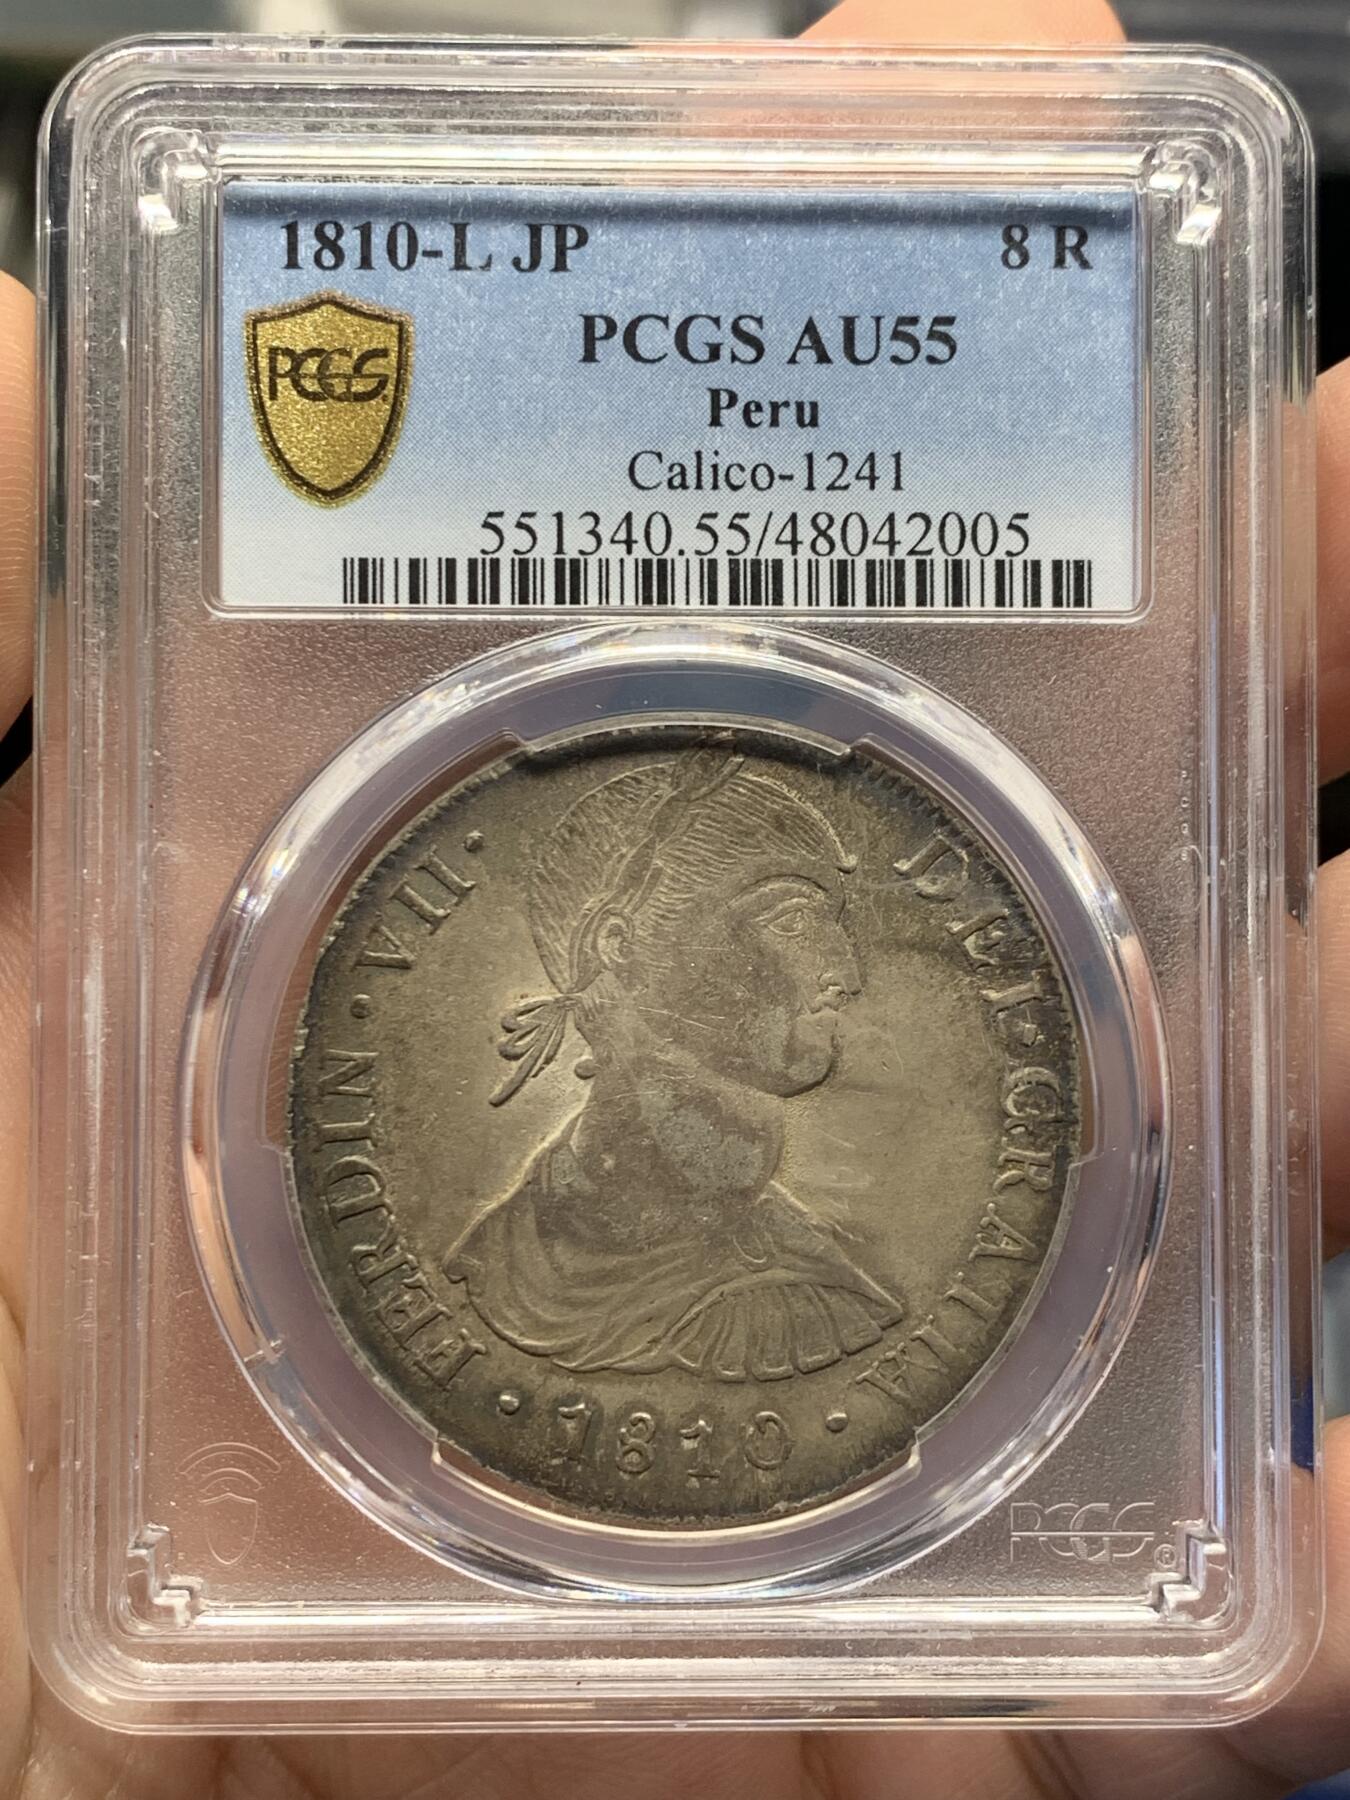 1810-L JP 8 R
PCGS AU55
Peru
Calico-1241
551340.55/48042005
PCGS
FERDIN · VII · DEI · GRATIA
· 1810 ·
PCGS